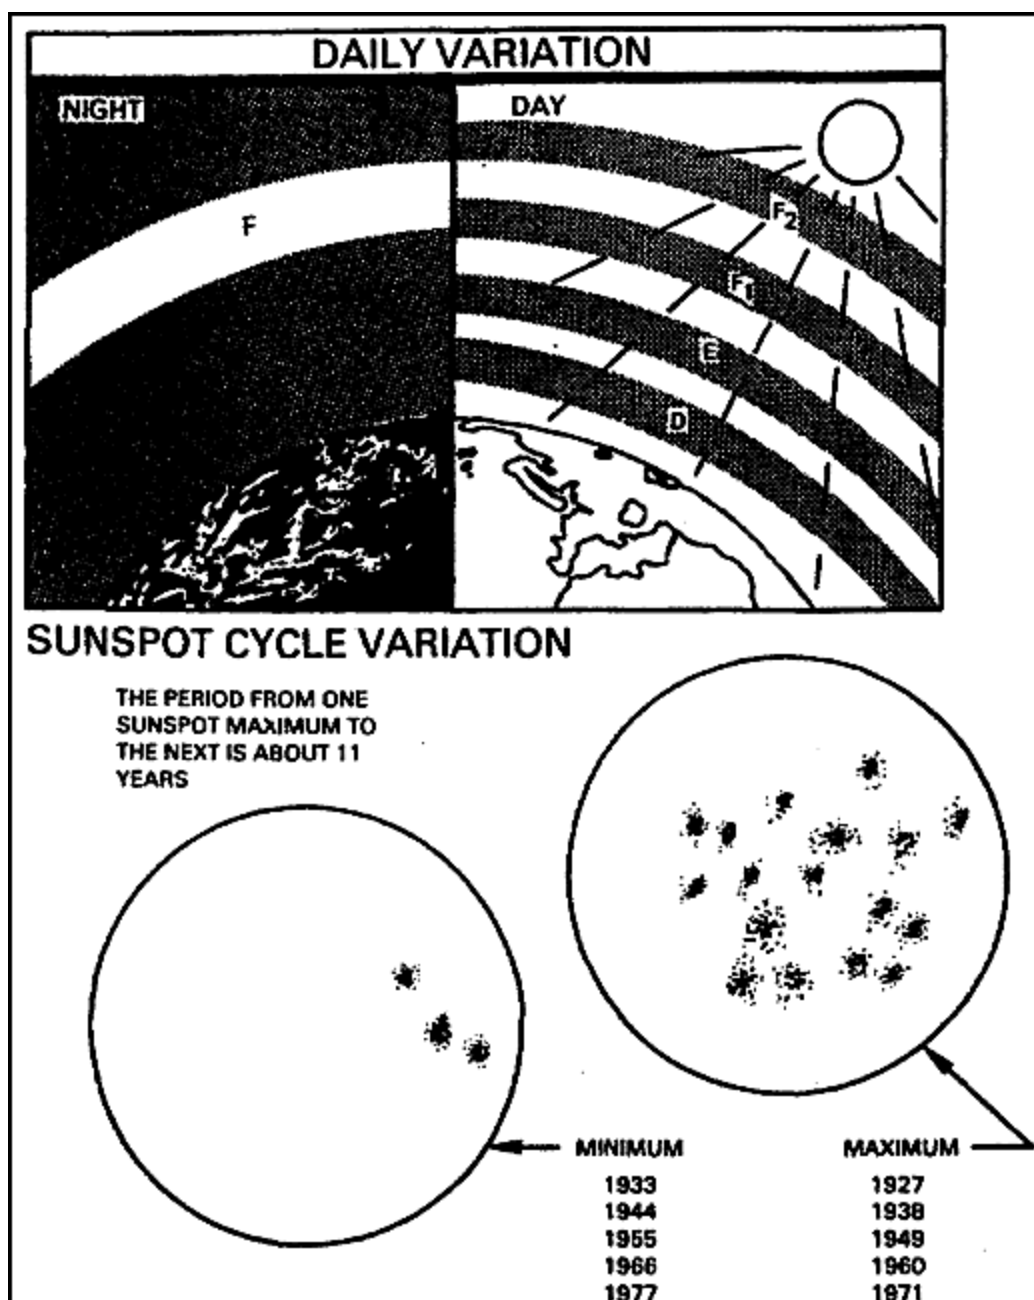 DAILY VARIATION
NIGHT
DAY
F
F2
F1
E
D
SUNSPOT CYCLE VARIATION
THE PERIOD FROM ONE
SUNSPOT MAXIMUM TO
THE NEXT IS ABOUT 11
YEARS
MINIMUM MAXIMUM
1933 1927
1944 1938
1955 1949
1966 1960
1977 1971